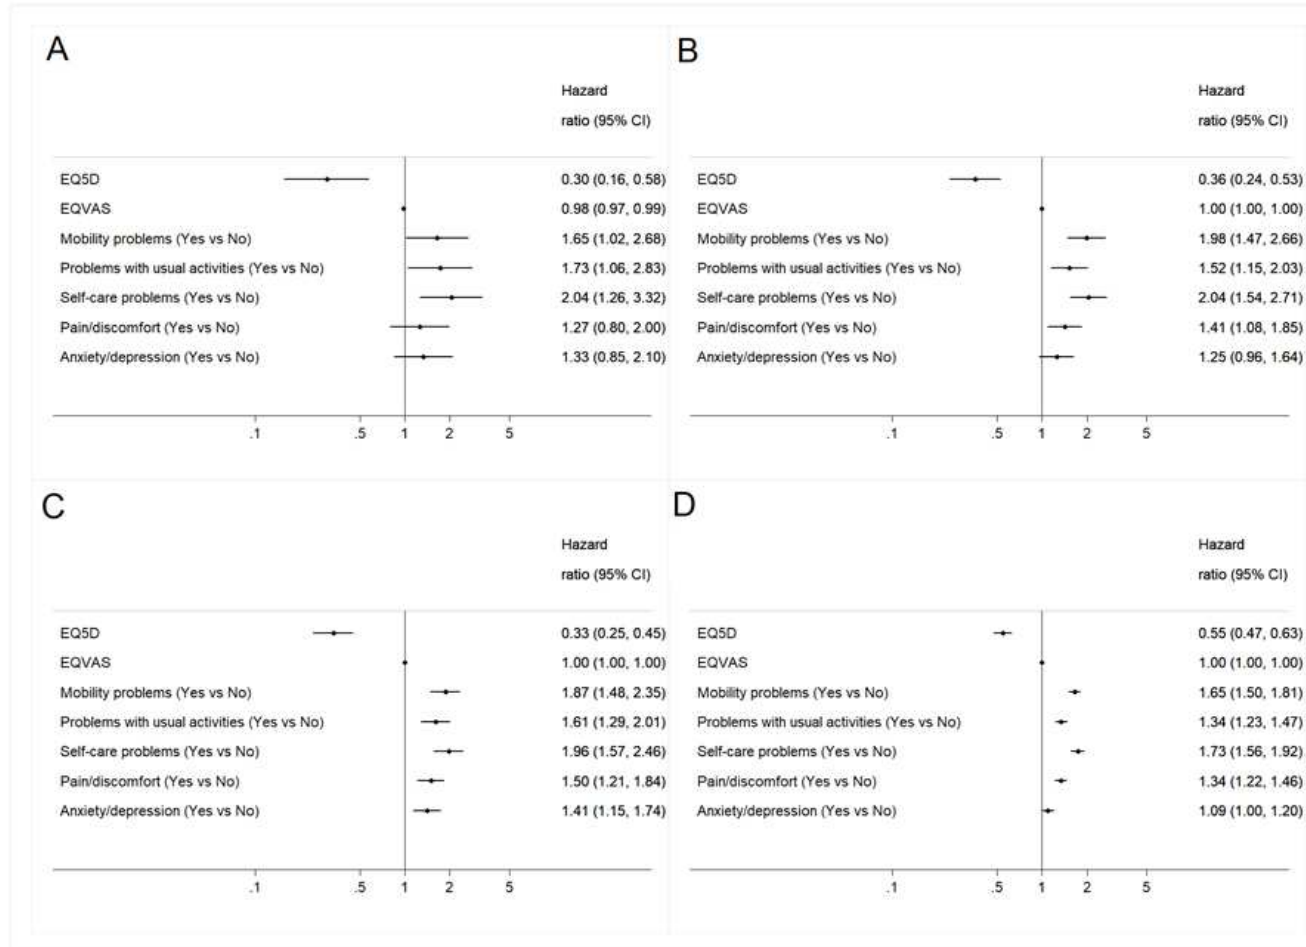 A
Hazard
ratio (95% CI)
EQ5D 0.30 (0.16, 0.58)
EQVAS 0.98 (0.97, 0.99)
Mobility problems (Yes vs No) 1.65 (1.02, 2.68)
Problems with usual activities (Yes vs No) 1.73 (1.06, 2.83)
Self-care problems (Yes vs No) 2.04 (1.26, 3.32)
Pain/discomfort (Yes vs No) 1.27 (0.80, 2.00)
Anxiety/depression (Yes vs No) 1.33 (0.85, 2.10)
.1 .5 1 2 5
B
Hazard
ratio (95% CI)
EQ5D 0.36 (0.24, 0.53)
EQVAS 1.00 (1.00, 1.00)
Mobility problems (Yes vs No) 1.98 (1.47, 2.66)
Problems with usual activities (Yes vs No) 1.52 (1.15, 2.03)
Self-care problems (Yes vs No) 2.04 (1.54, 2.71)
Pain/discomfort (Yes vs No) 1.41 (1.08, 1.85)
Anxiety/depression (Yes vs No) 1.25 (0.96, 1.64)
.1 .5 1 2 5
C
Hazard
ratio (95% CI)
EQ5D 0.33 (0.25, 0.45)
EQVAS 1.00 (1.00, 1.00)
Mobility problems (Yes vs No) 1.87 (1.48, 2.35)
Problems with usual activities (Yes vs No) 1.61 (1.29, 2.01)
Self-care problems (Yes vs No) 1.96 (1.57, 2.46)
Pain/discomfort (Yes vs No) 1.50 (1.21, 1.84)
Anxiety/depression (Yes vs No) 1.41 (1.15, 1.74)
.1 .5 1 2 5
D
Hazard
ratio (95% CI)
EQ5D 0.55 (0.47, 0.63)
EQVAS 1.00 (1.00, 1.00)
Mobility problems (Yes vs No) 1.65 (1.50, 1.81)
Problems with usual activities (Yes vs No) 1.34 (1.23, 1.47)
Self-care problems (Yes vs No) 1.73 (1.56, 1.92)
Pain/discomfort (Yes vs No) 1.34 (1.22, 1.46)
Anxiety/depression (Yes vs No) 1.09 (1.00, 1.20)
.1 .5 1 2 5